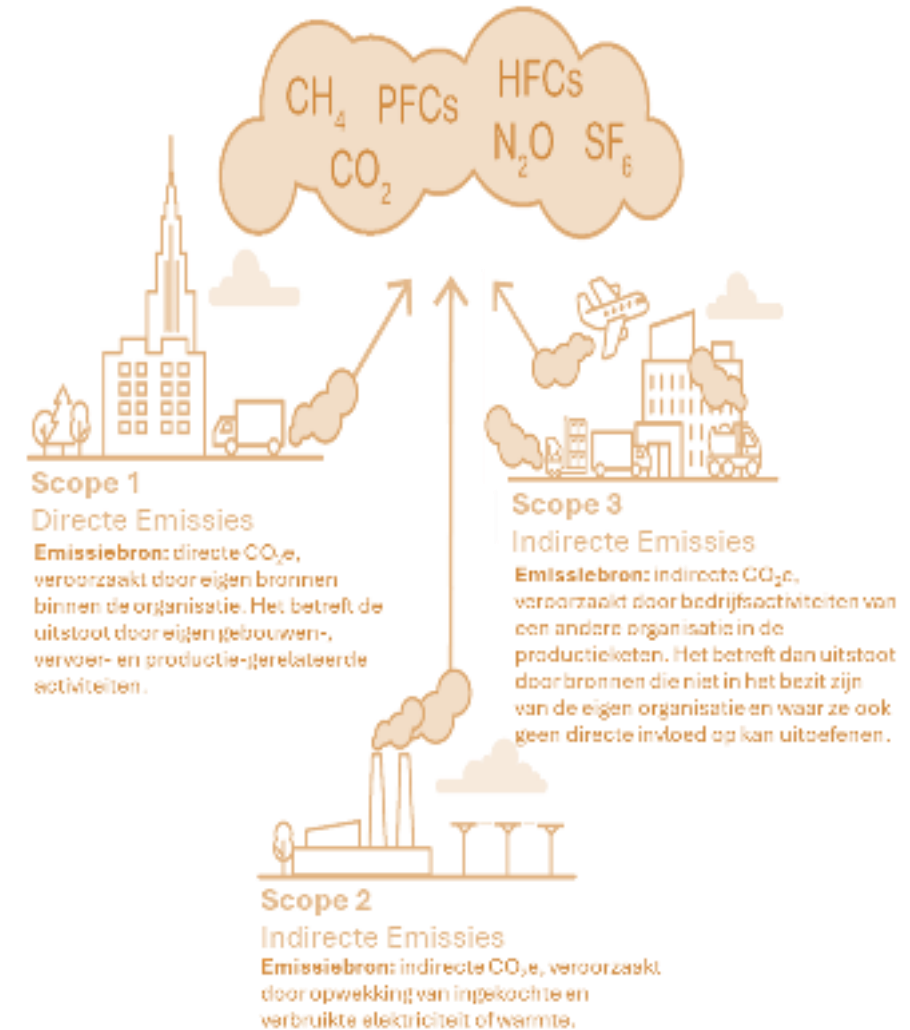 CH₄ PFCs HFCs
CO₂ N₂O SF₆
Scope 1
Directe Emissies
Emissiebron: directe CO₂e,
veroorzaakt door eigen bronnen
binnen de organisatie. Het betreft de
uitstoot door eigen gebouwen-,
vervoer- en productie-gerelateerde
activiteiten.
Scope 3
Indirecte Emissies
Emissiebron: indirecte CO₂e,
veroorzaakt door bedrijfsactiviteiten van
een andere organisatie in de
productieketen. Het betreft dan uitstoot
door bronnen die niet in het bezit zijn
van de eigen organisatie en waar ze ook
geen directe invloed op kan uitoefenen.
Scope 2
Indirecte Emissies
Emissiebron: indirecte CO₂e, veroorzaakt
door opwekking van ingekochte en
verbruikte elektriciteit of warmte.